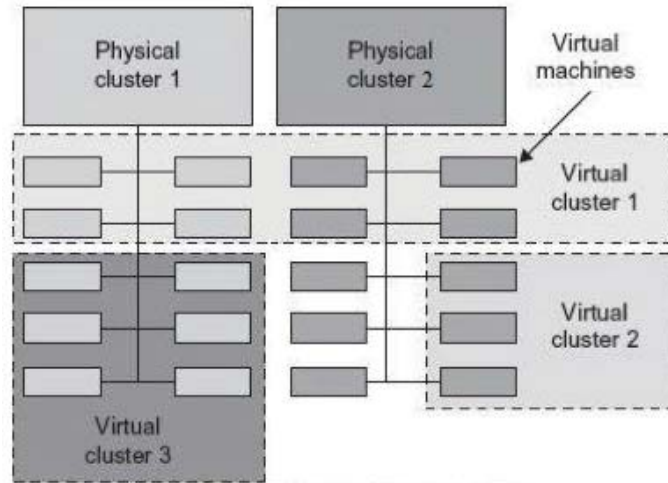 Physical
cluster 1
Physical
cluster 2
Virtual
machines
Virtual
cluster 1
Virtual
cluster 2
Virtual
cluster 3